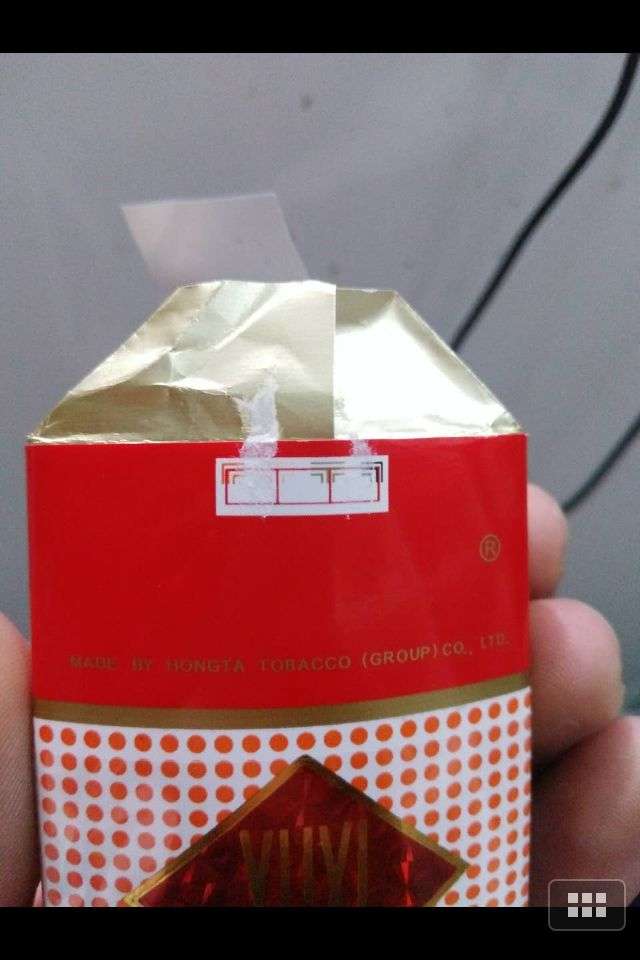 ®
MADE BY HONGTA TOBACCO (GROUP) CO., LTD.
YUXI